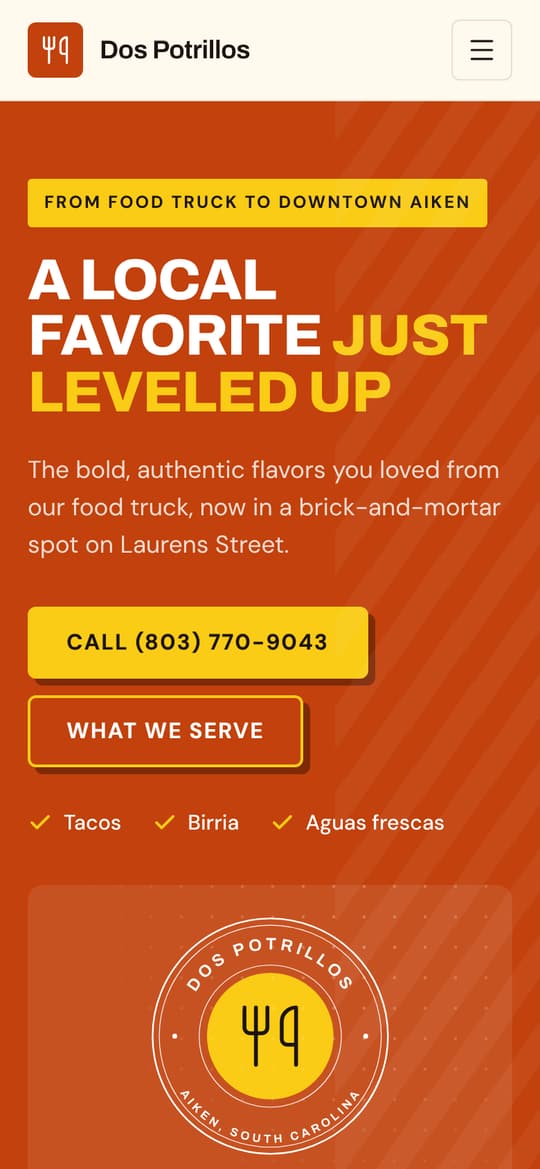 Dos Potrillos
FROM FOOD TRUCK TO DOWNTOWN AIKEN
A LOCAL
FAVORITE JUST
LEVELED UP
The bold, authentic flavors you loved from
our food truck, now in a brick-and-mortar
spot on Laurens Street.
CALL (803) 770-9043
WHAT WE SERVE
Tacos Birria Aguas frescas
DOS POTRILLOS
AIKEN, SOUTH CAROLINA